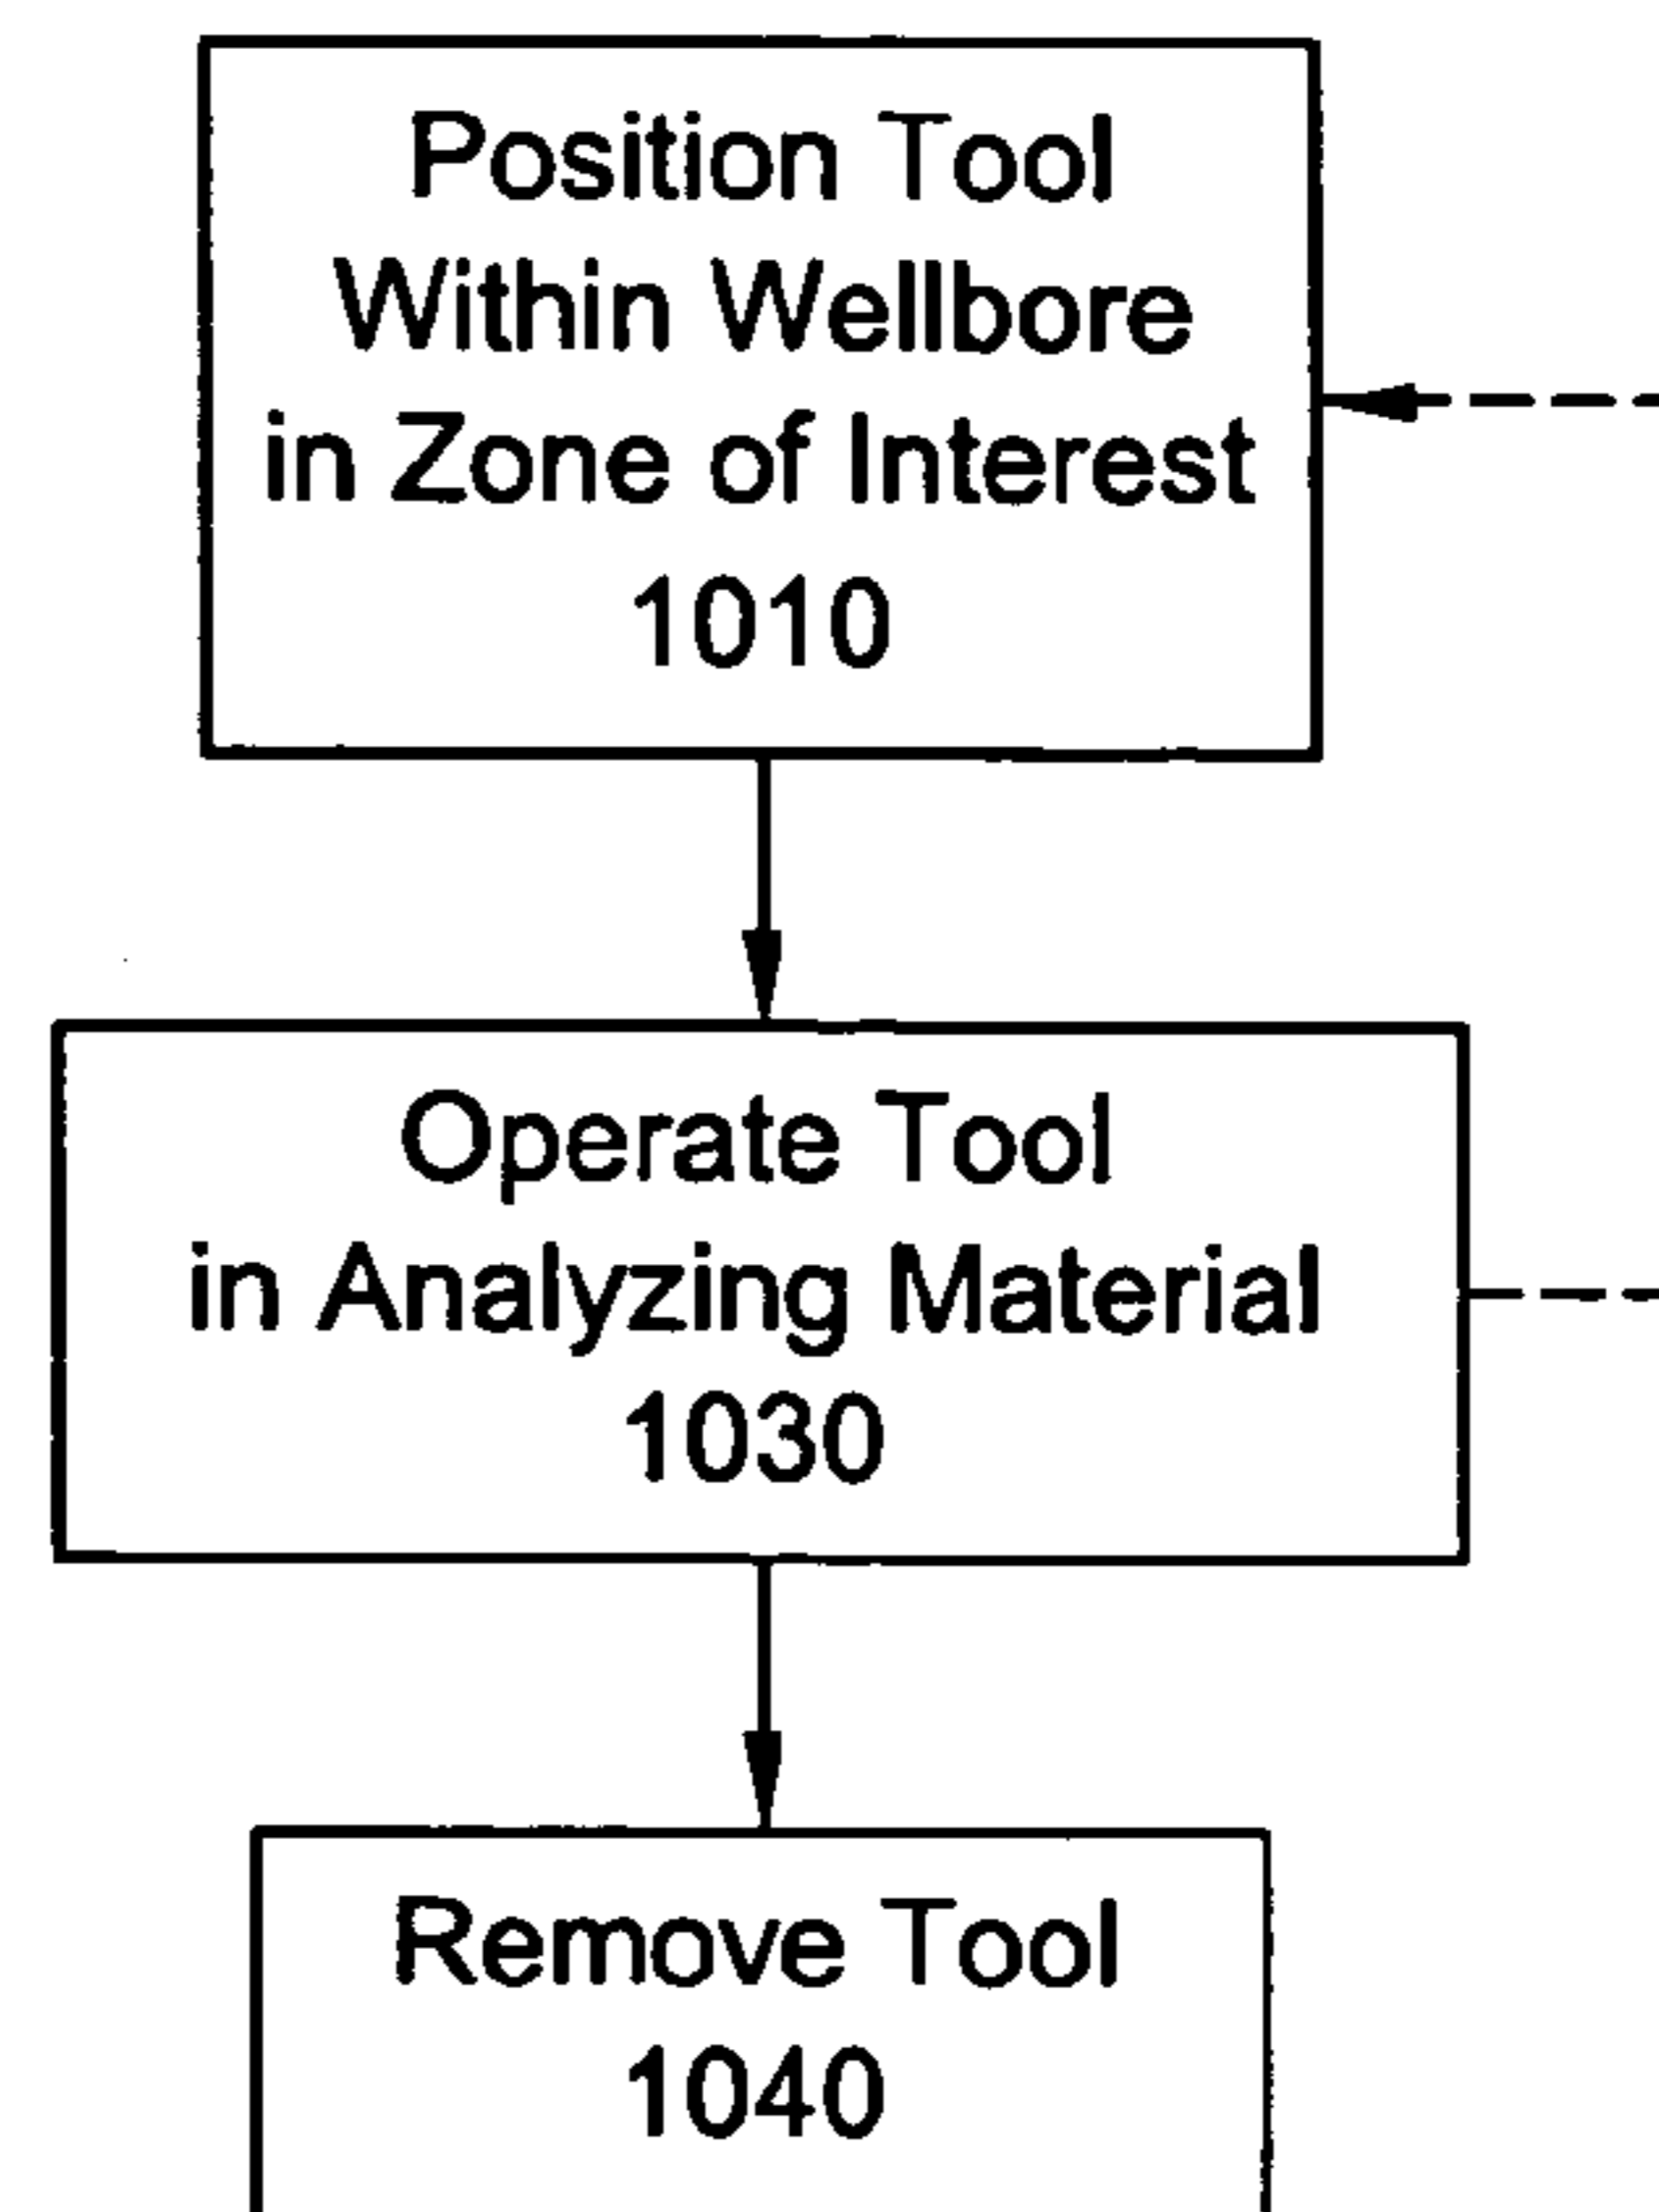 Position Tool
Within Wellbore
in Zone of Interest
1010
Operate Tool
in Analyzing Material
1030
Remove Tool
1040